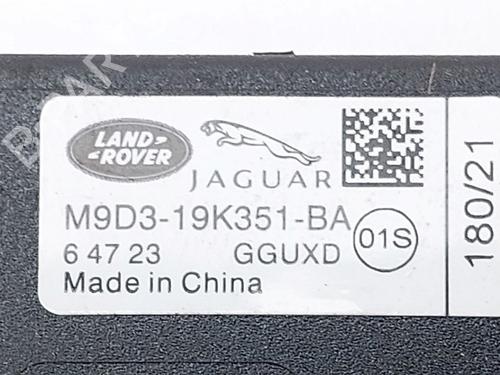 LAND
ROVER
JAGUAR
M9D3-19K351-BA
6 47 23 GGUXD 01S
Made in China
180/21